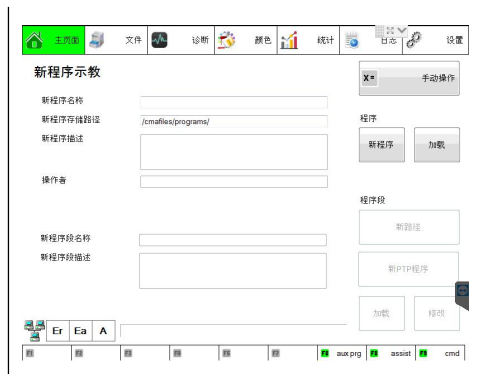 主页面 文件 诊断 颜色 统计 日志 设置
新程序示教
X= 手动操作
新程序名称
新程序存储路径 /cmafiles/programs/
程序
新程序描述
新程序 加载
操作者
程序段
新路径
新程序段名称
新程序段描述
新PTP程序
加载 修改
Er Ea A
aux prg assist cmd